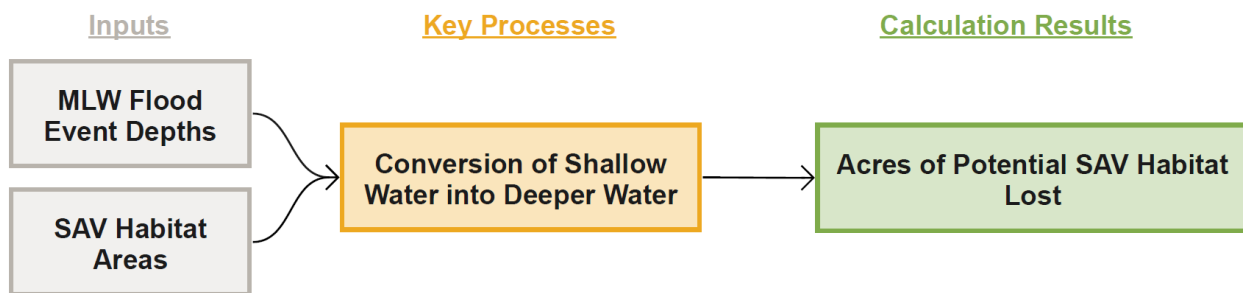 Inputs
Key Processes
Calculation Results
MLW Flood
Event Depths
SAV Habitat
Areas
Conversion of Shallow
Water into Deeper Water
Acres of Potential SAV Habitat
Lost